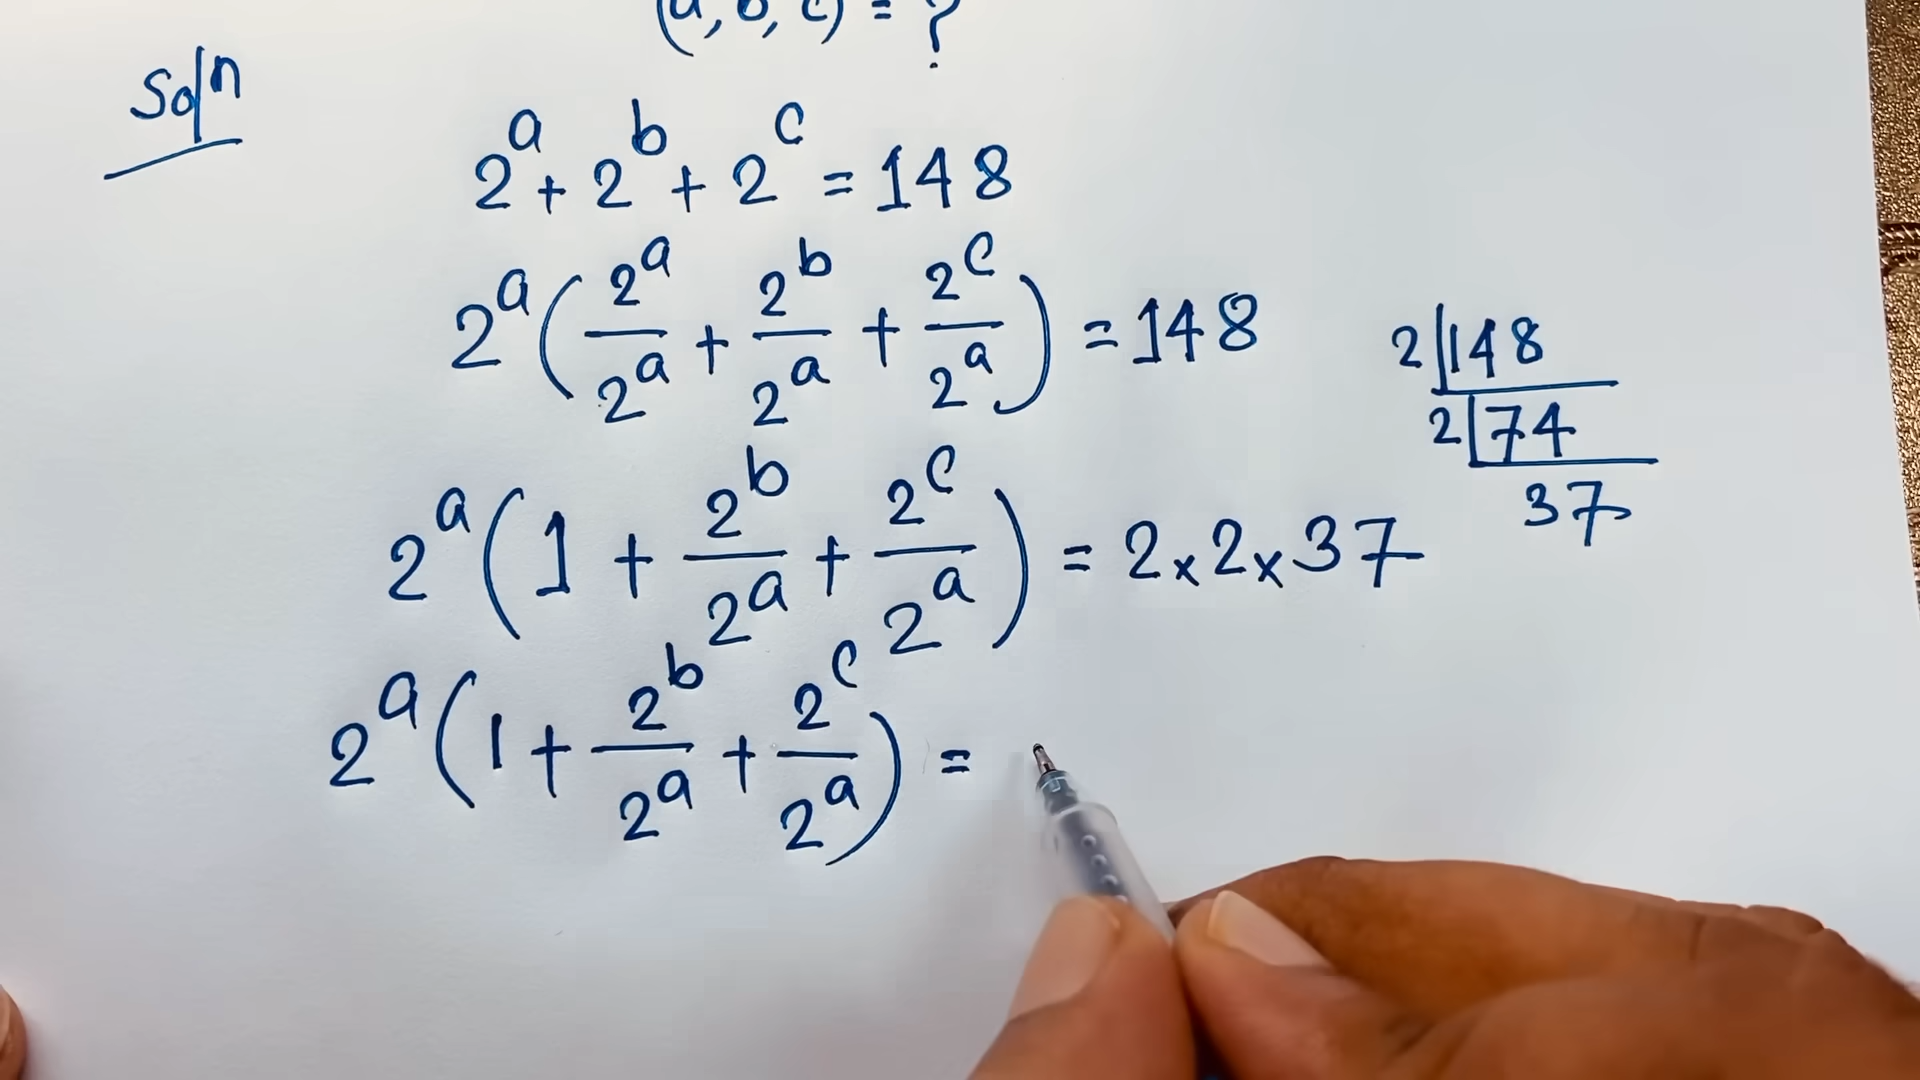 (a, b, c) = ?
Soln
2^a + 2^b + 2^c = 148
2^a (2^a/2^a + 2^b/2^a + 2^c/2^a) = 148
2^a (1 + 2^b/2^a + 2^c/2^a) = 2×2×37
2^a (1 + 2^b/2^a + 2^c/2^a) =
2|148
2|74
37